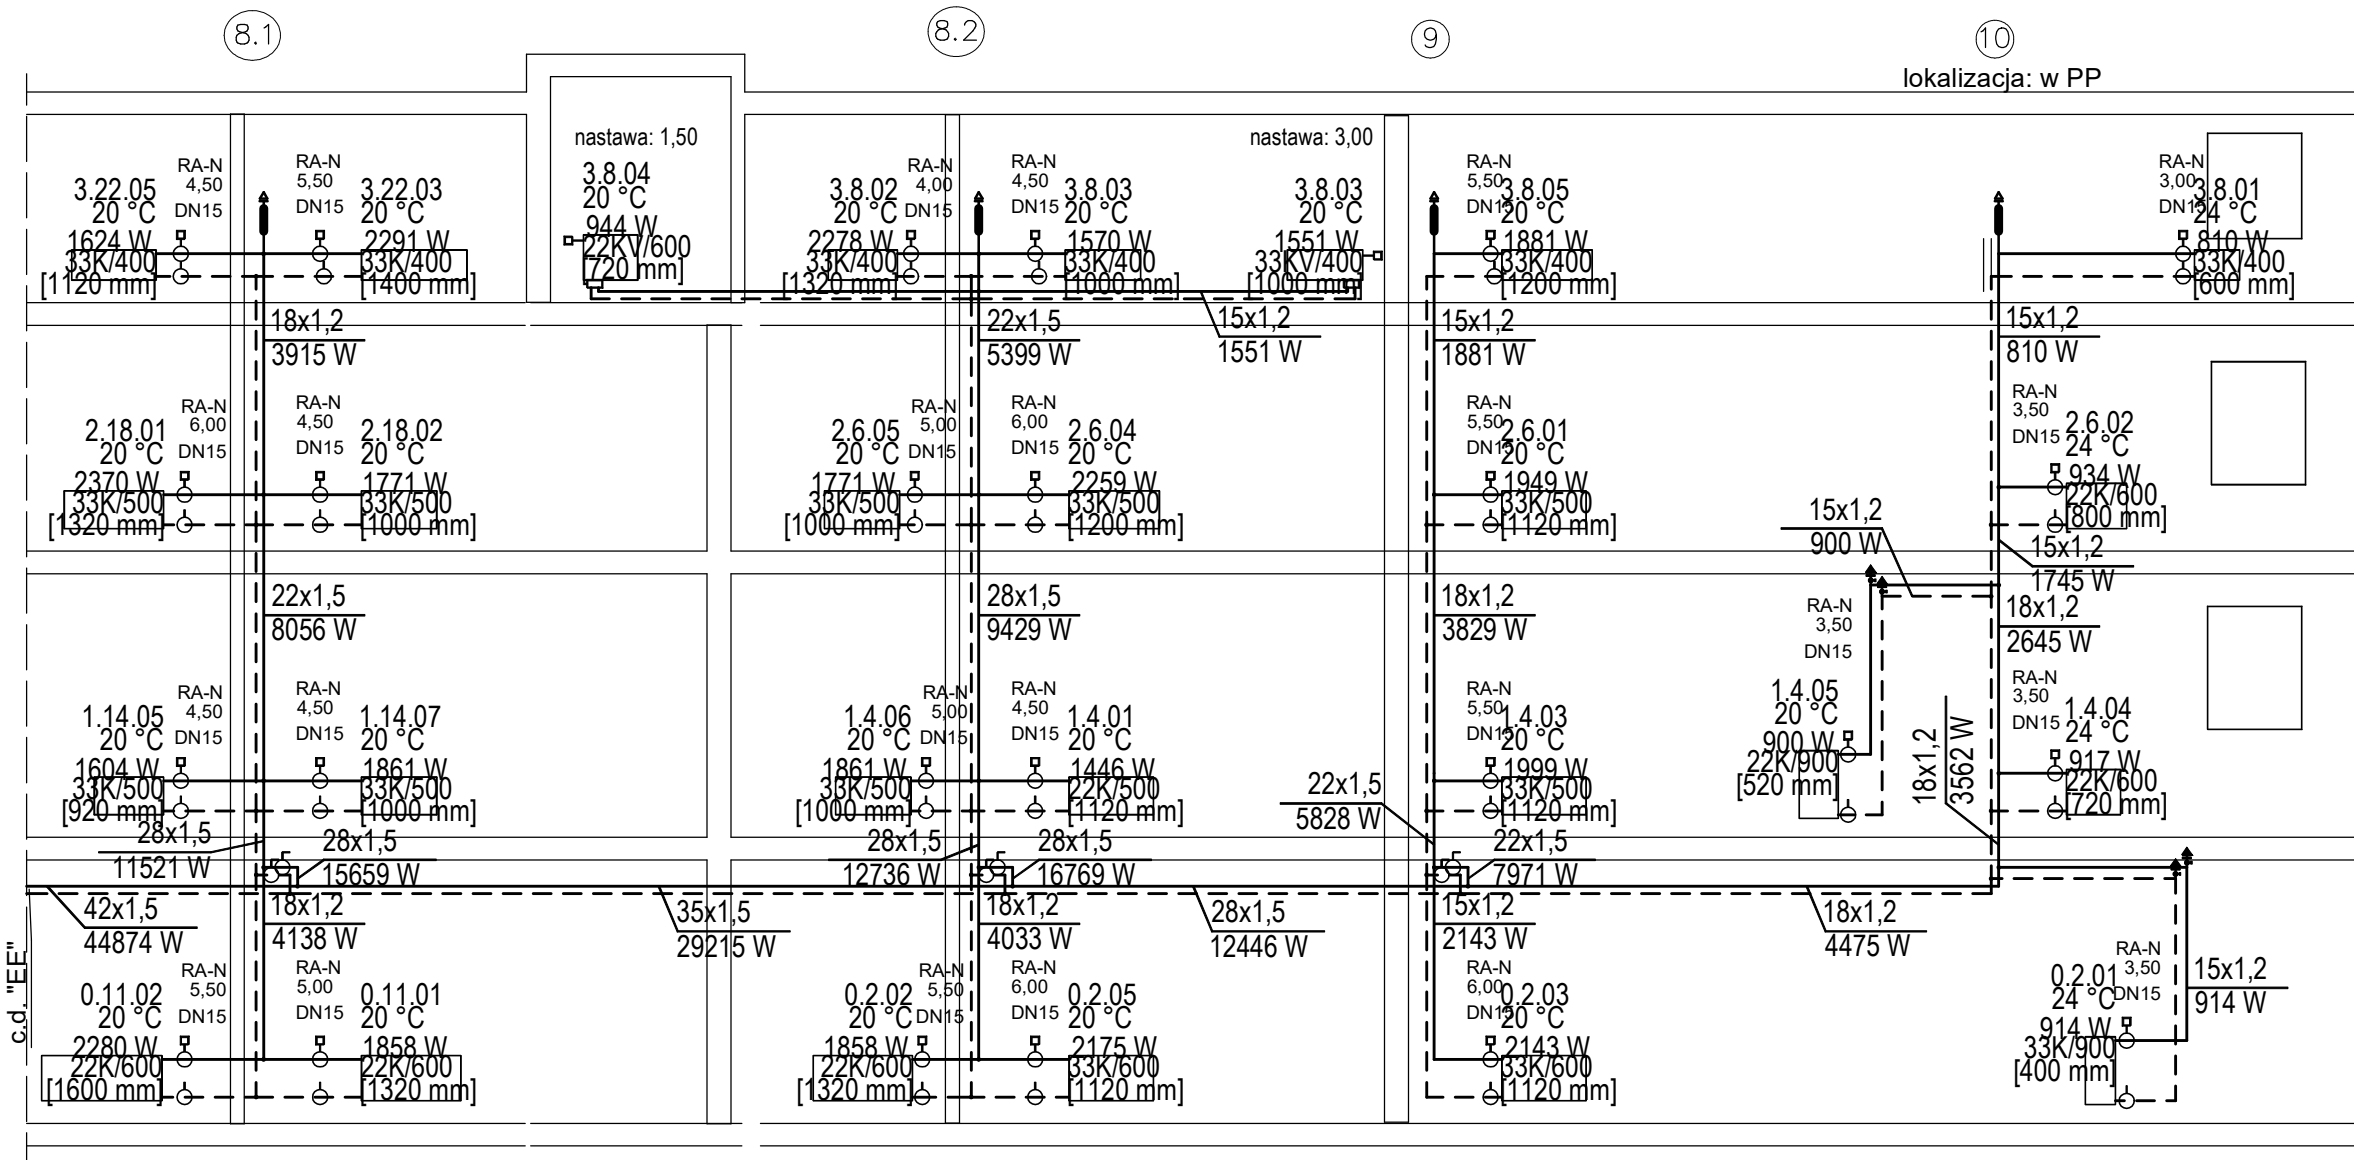 8.1
8.2
9
10
lokalizacja: w PP
3.22.05
20 °C
RA-N
4,50
DN15
1624 W
33K/400
[1120 mm]
RA-N
5,50
DN15
3.22.03
20 °C
2291 W
33K/400
[1400 mm]
nastawa: 1,50
3.8.04
20 °C
944 W
22KV/600
[720 mm]
3.8.02
20 °C
RA-N
4,00
DN15
2278 W
33K/400
[1320 mm]
RA-N
4,50
DN15
3.8.03
20 °C
1570 W
33K/400
[1000 mm]
nastawa: 3,00
3.8.03
20 °C
1551 W
33KV/400
[1000 mm]
RA-N
5,50
DN15
3.8.05
20 °C
1881 W
33K/400
[1200 mm]
RA-N
3,00
DN15
3.8.01
24 °C
810 W
33K/400
[600 mm]
18x1,2
3915 W
22x1,5
5399 W
15x1,2
1551 W
15x1,2
1881 W
15x1,2
810 W
2.18.01
20 °C
RA-N
6,00
DN15
2370 W
33K/500
[1320 mm]
RA-N
4,50
DN15
2.18.02
20 °C
1771 W
33K/500
[1000 mm]
2.6.05
20 °C
RA-N
5,00
DN15
1771 W
33K/500
[1000 mm]
RA-N
6,00
DN15
2.6.04
20 °C
2259 W
33K/500
[1200 mm]
RA-N
5,50
DN15
2.6.01
20 °C
1949 W
33K/500
[1120 mm]
RA-N
3,50
DN15
2.6.02
24 °C
934 W
22K/600
[800 mm]
15x1,2
900 W
15x1,2
1745 W
22x1,5
8056 W
28x1,5
9429 W
18x1,2
3829 W
18x1,2
2645 W
1.14.05
20 °C
RA-N
4,50
DN15
1604 W
33K/500
[920 mm]
RA-N
4,50
DN15
1.14.07
20 °C
1861 W
33K/500
[1000 mm]
1.4.06
20 °C
RA-N
5,00
DN15
1861 W
33K/500
[1000 mm]
RA-N
4,50
DN15
1.4.01
20 °C
1446 W
22K/500
[1120 mm]
RA-N
5,50
DN15
1.4.03
20 °C
1999 W
33K/500
[1120 mm]
RA-N
3,50
DN15
1.4.05
20 °C
900 W
22K/900
[520 mm]
18x1,2
3562 W
RA-N
3,50
DN15
1.4.04
24 °C
917 W
22K/600
[720 mm]
28x1,5
11521 W
28x1,5
15659 W
28x1,5
12736 W
28x1,5
16769 W
22x1,5
5828 W
22x1,5
7971 W
42x1,5
44874 W
18x1,2
4138 W
35x1,5
29215 W
18x1,2
4033 W
28x1,5
12446 W
15x1,2
2143 W
18x1,2
4475 W
c.d. "EE"
0.11.02
20 °C
RA-N
5,50
DN15
2280 W
22K/600
[1600 mm]
RA-N
5,00
DN15
0.11.01
20 °C
1858 W
22K/600
[1320 mm]
0.2.02
20 °C
RA-N
5,50
DN15
1858 W
22K/600
[1320 mm]
RA-N
6,00
DN15
0.2.05
20 °C
2175 W
33K/600
[1120 mm]
RA-N
6,00
DN15
0.2.03
20 °C
2143 W
33K/600
[1120 mm]
0.2.01
24 °C
RA-N
3,50
DN15
914 W
33K/900
[400 mm]
15x1,2
914 W